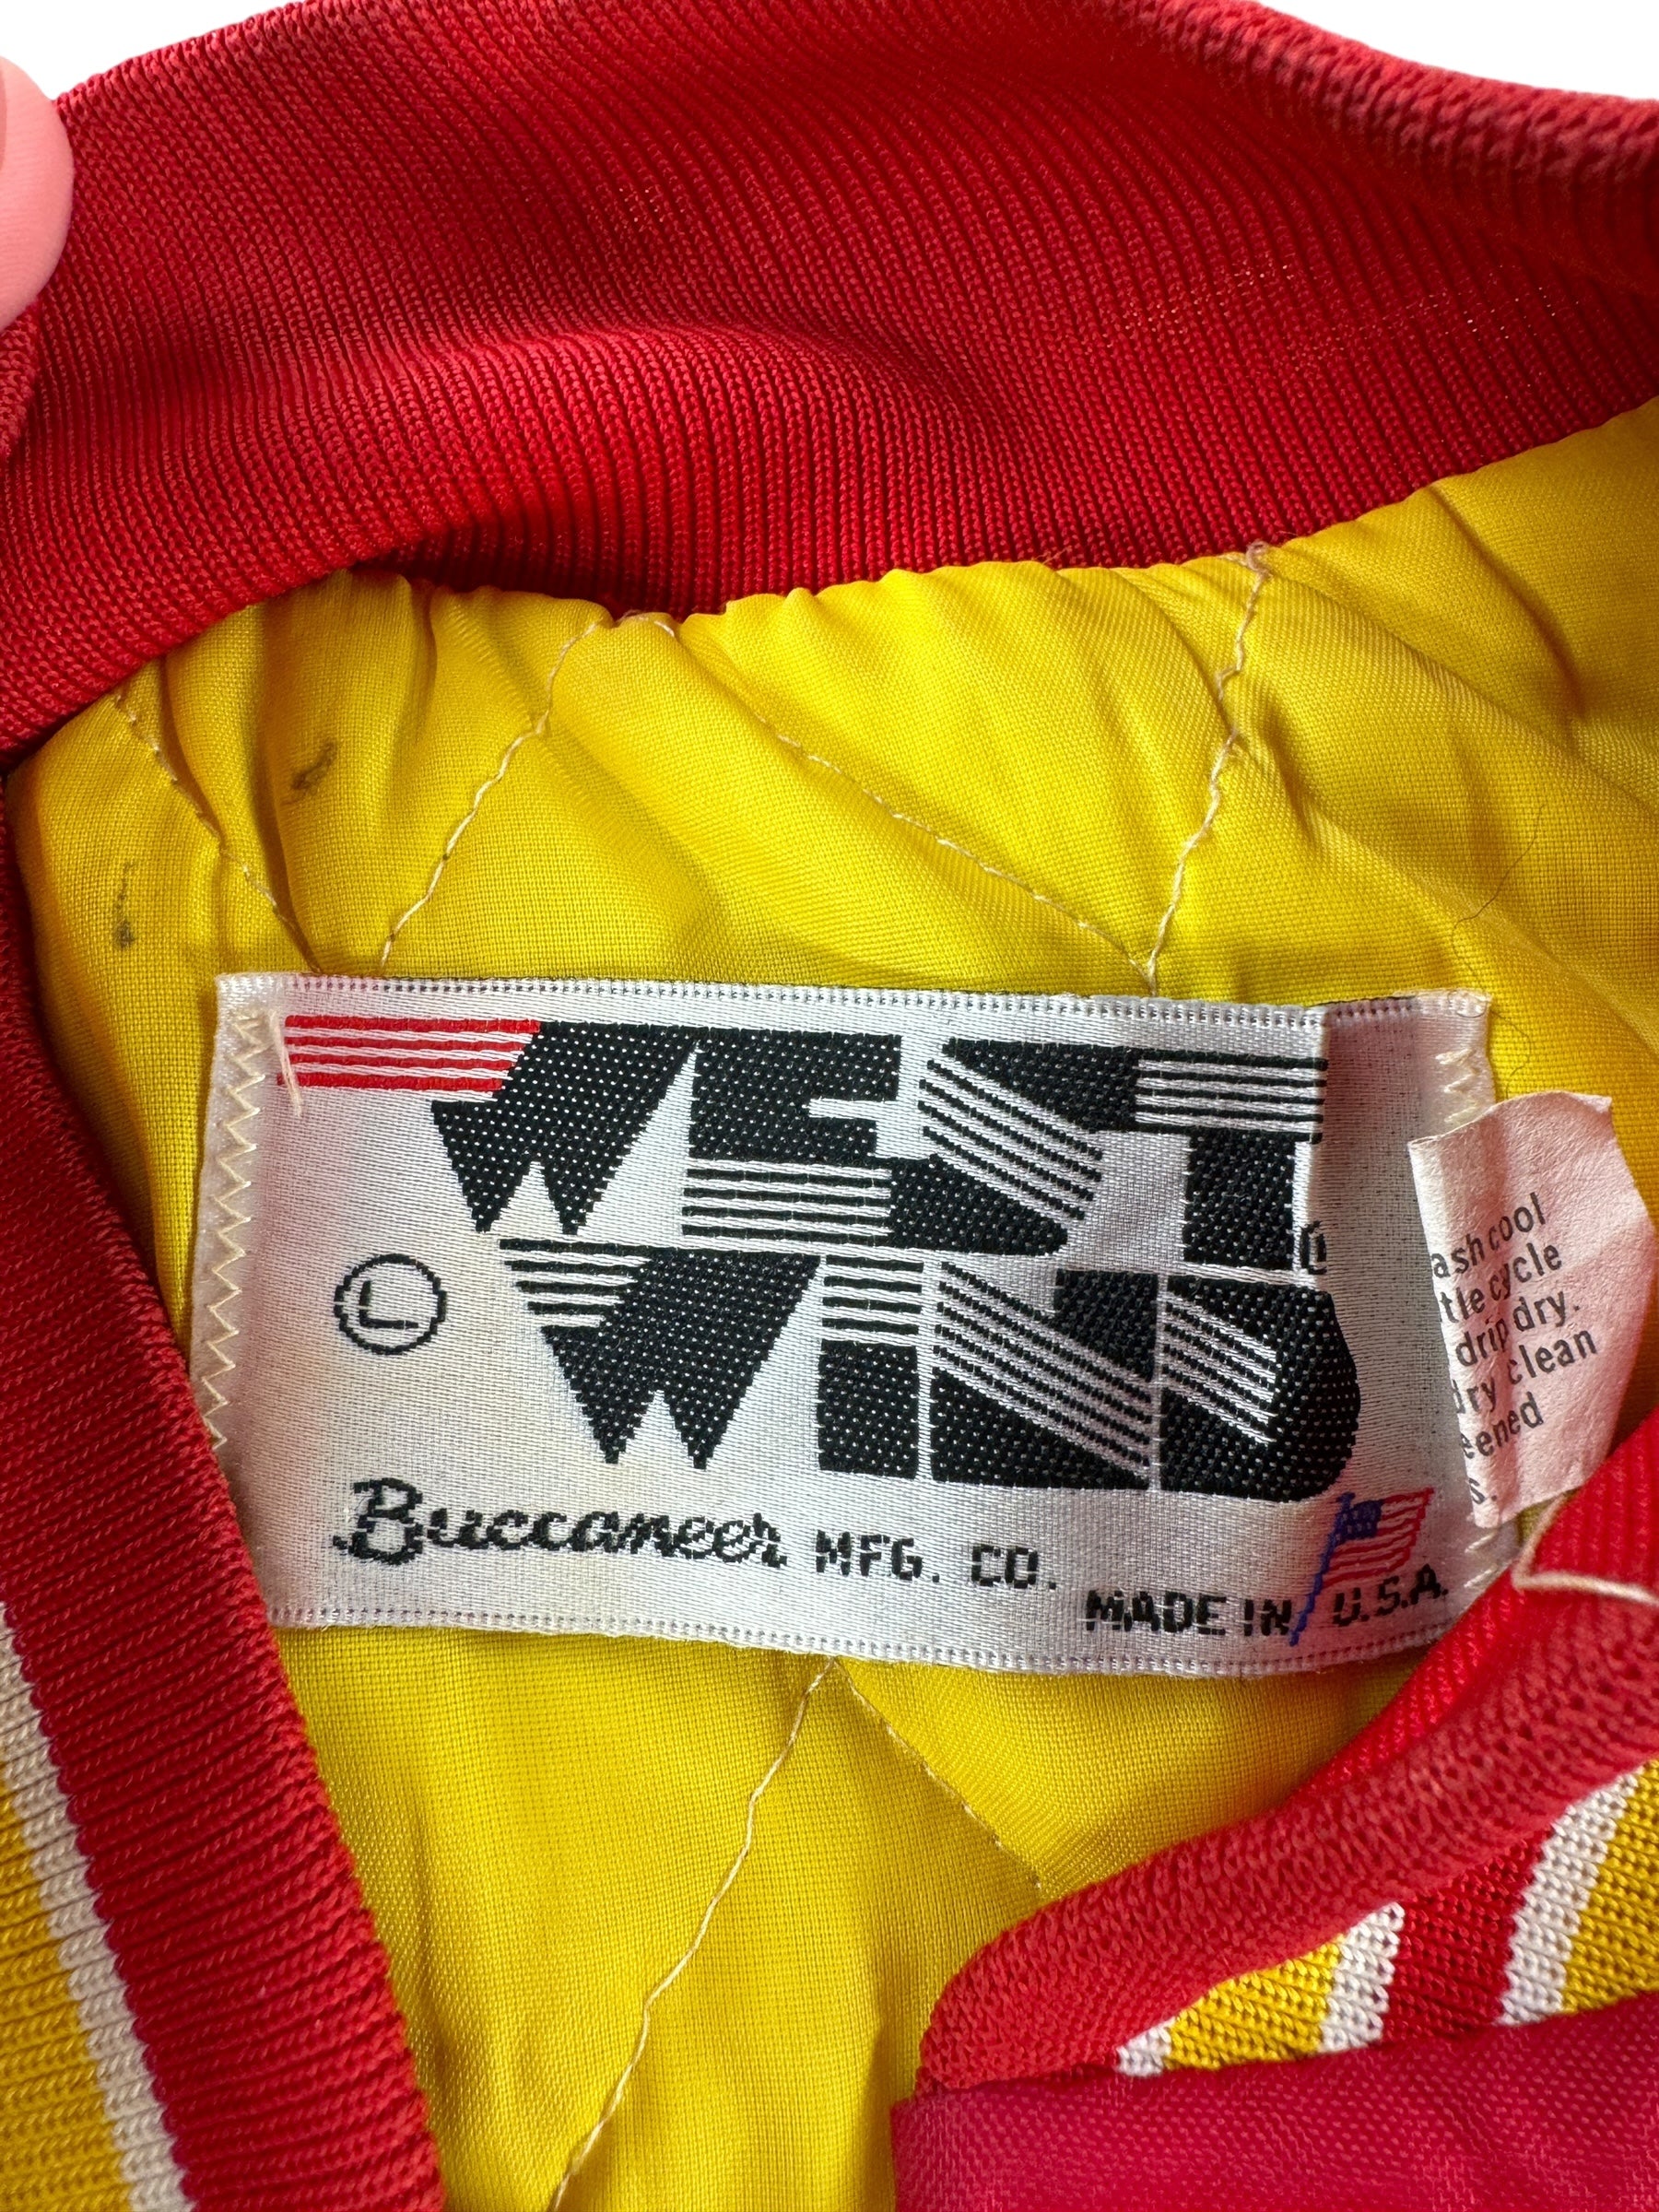 WEST
WIND
L
Buccaneer MFG. CO.
MADE IN U.S.A.
ash cool
tle cycle
drip dry.
dry clean
eened
s.